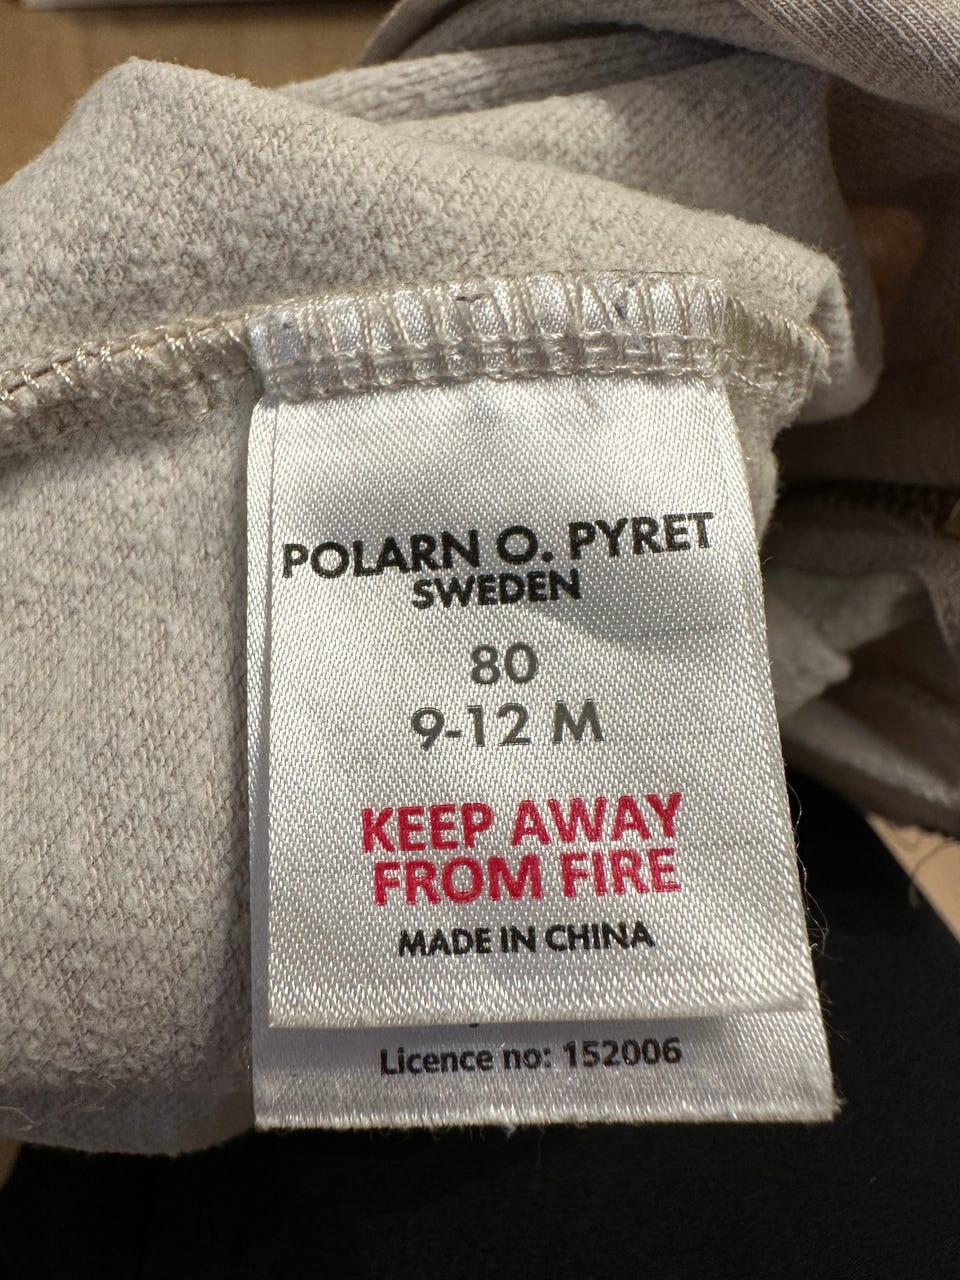 POLARN O. PYRET
SWEDEN
80
9-12 M
KEEP AWAY
FROM FIRE
MADE IN CHINA
Licence no: 152006